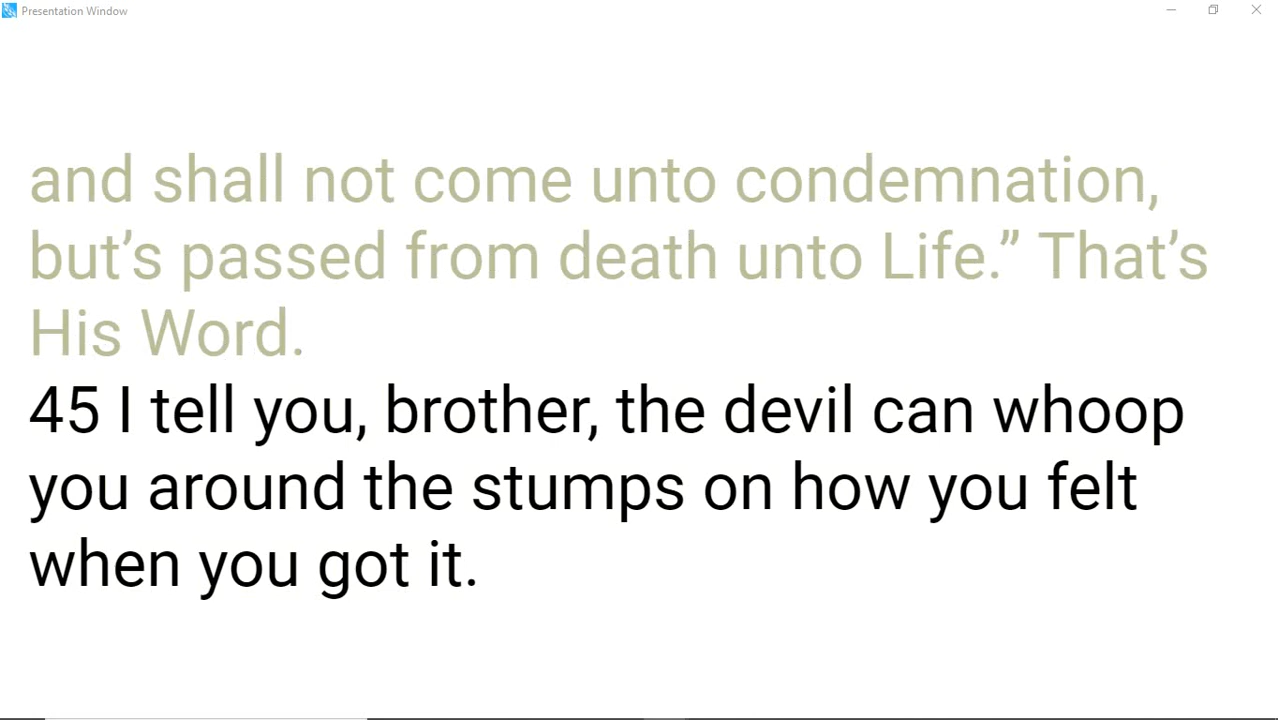 Presentation Window
and shall not come unto condemnation,
but’s passed from death unto Life.” That’s
His Word.
45 I tell you, brother, the devil can whoop
you around the stumps on how you felt
when you got it.